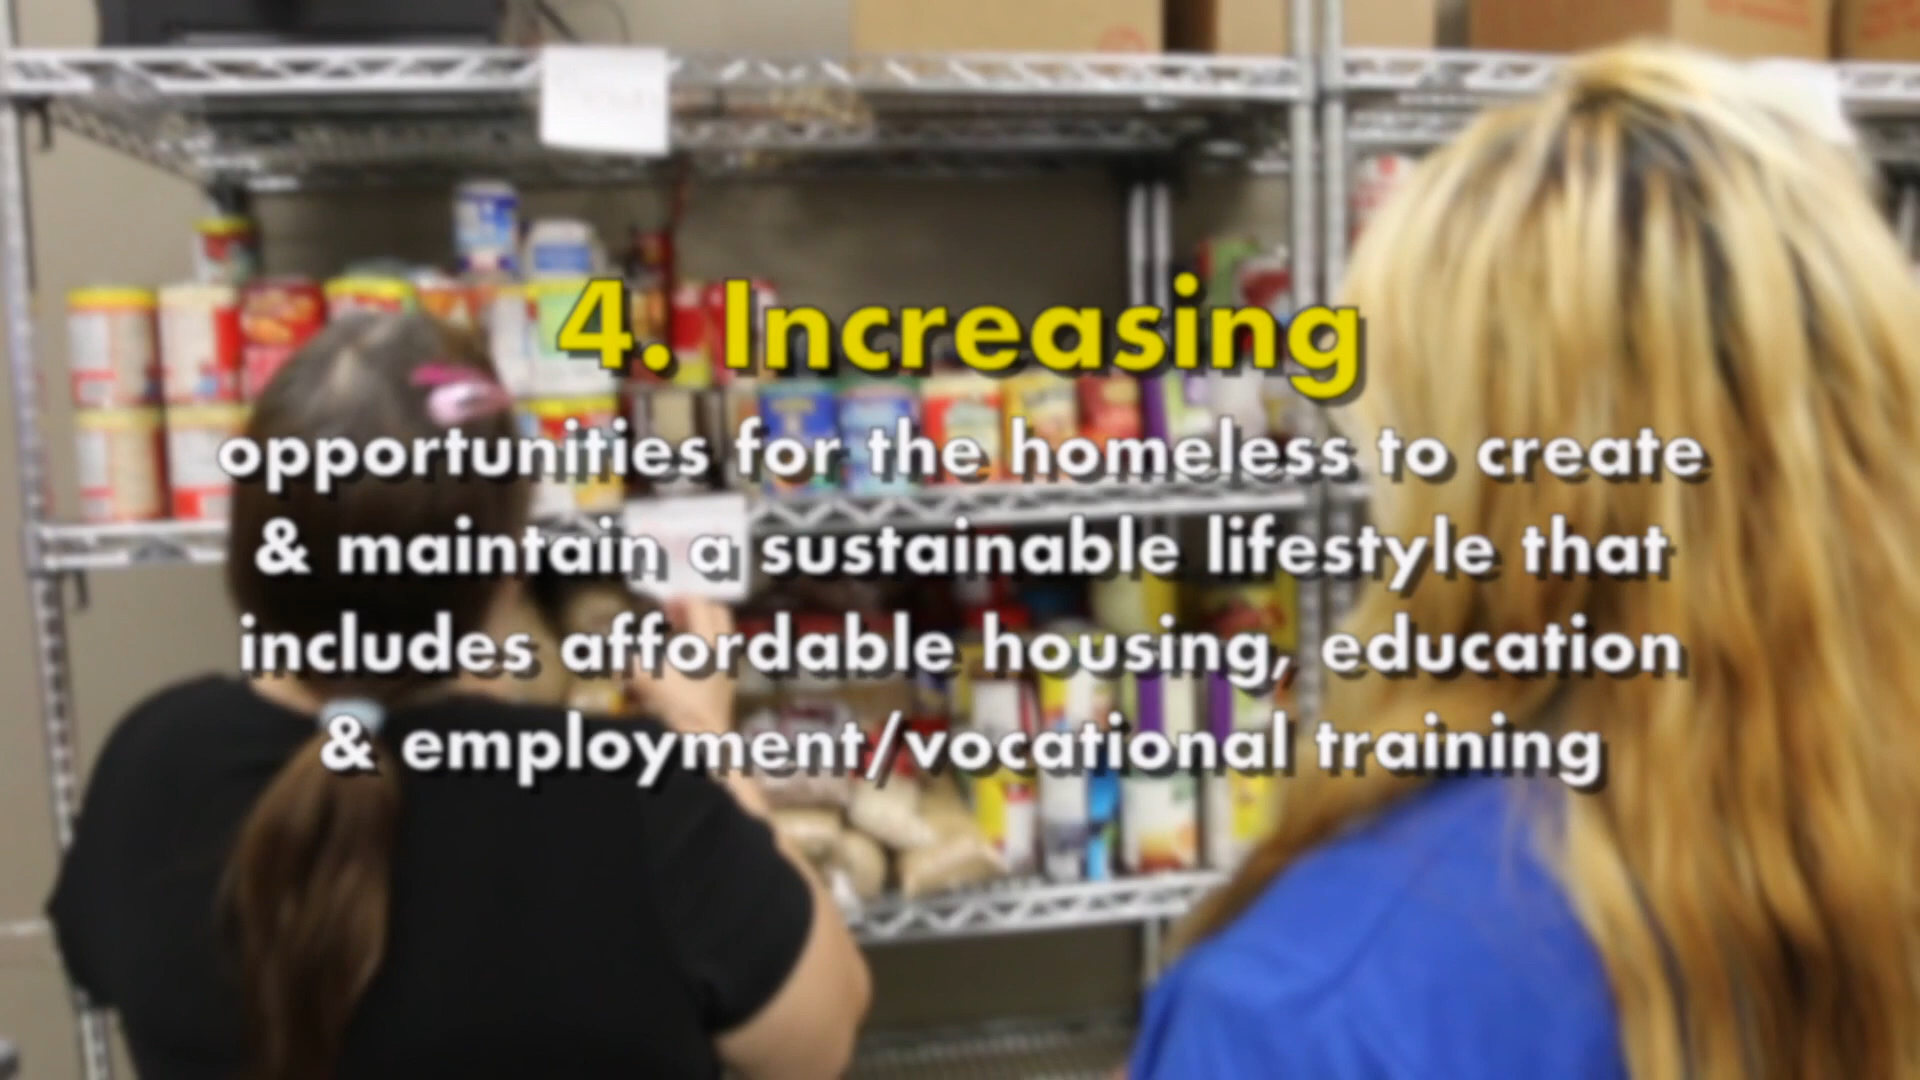 4. Increasing
opportunities for the homeless to create
& maintain a sustainable lifestyle that
includes affordable housing, education
& employment/vocational training